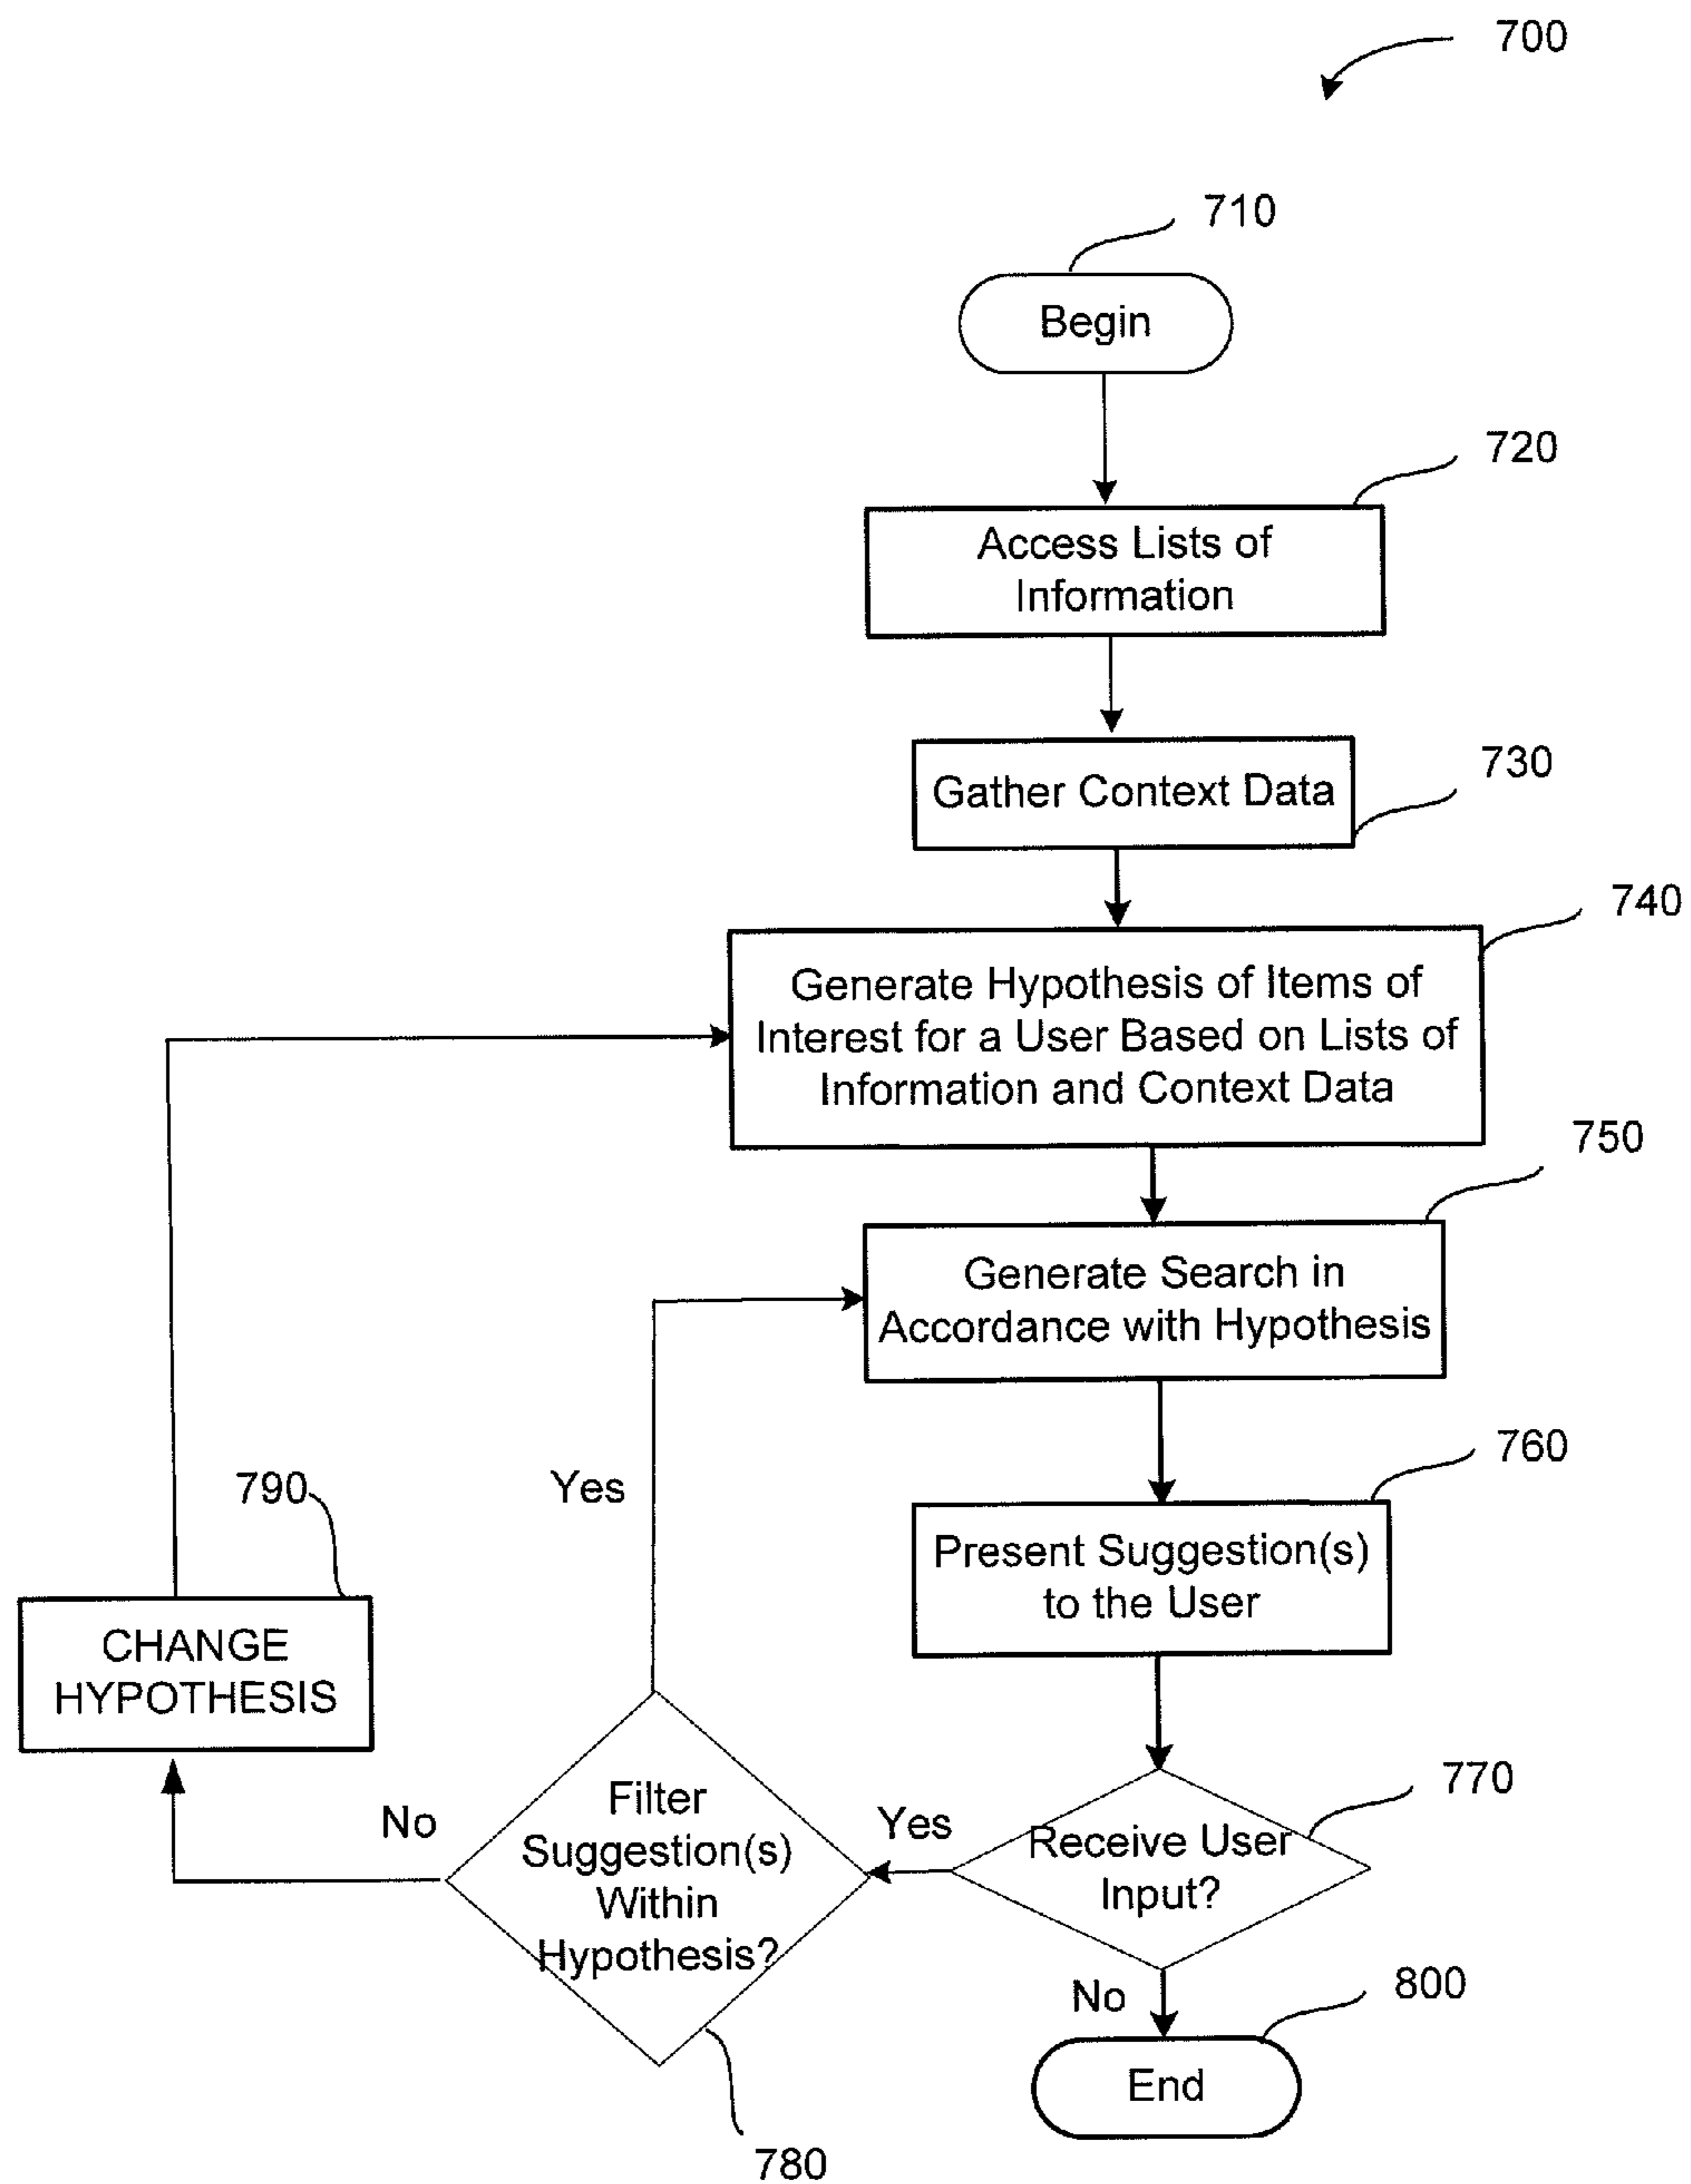 700
710
Begin
720
Access Lists of
Information
730
Gather Context Data
740
Generate Hypothesis of Items of
Interest for a User Based on Lists of
Information and Context Data
750
Generate Search in
Accordance with Hypothesis
760
Present Suggestion(s)
to the User
770
Receive User
Input?
Yes
No
800
End
Filter
Suggestion(s)
Within
Hypothesis?
780
Yes
No
790
CHANGE
HYPOTHESIS